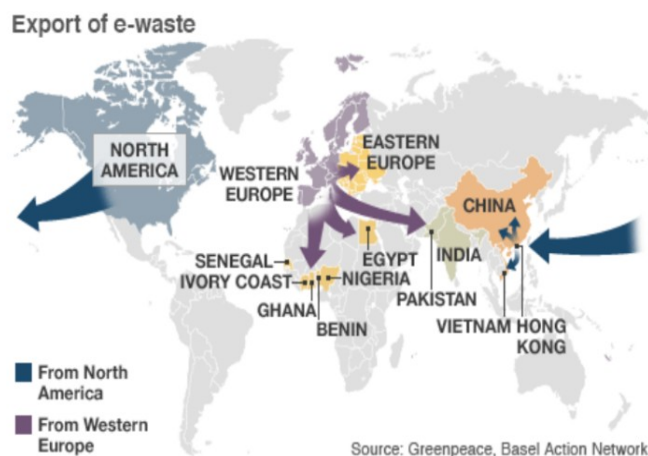 Export of e-waste
NORTH
AMERICA
WESTERN
EUROPE
EASTERN
EUROPE
CHINA
SENEGAL
IVORY COAST
GHANA
BENIN
NIGERIA
EGYPT
PAKISTAN
INDIA
VIETNAM
HONG
KONG
From North
America
From Western
Europe
Source: Greenpeace, Basel Action Network